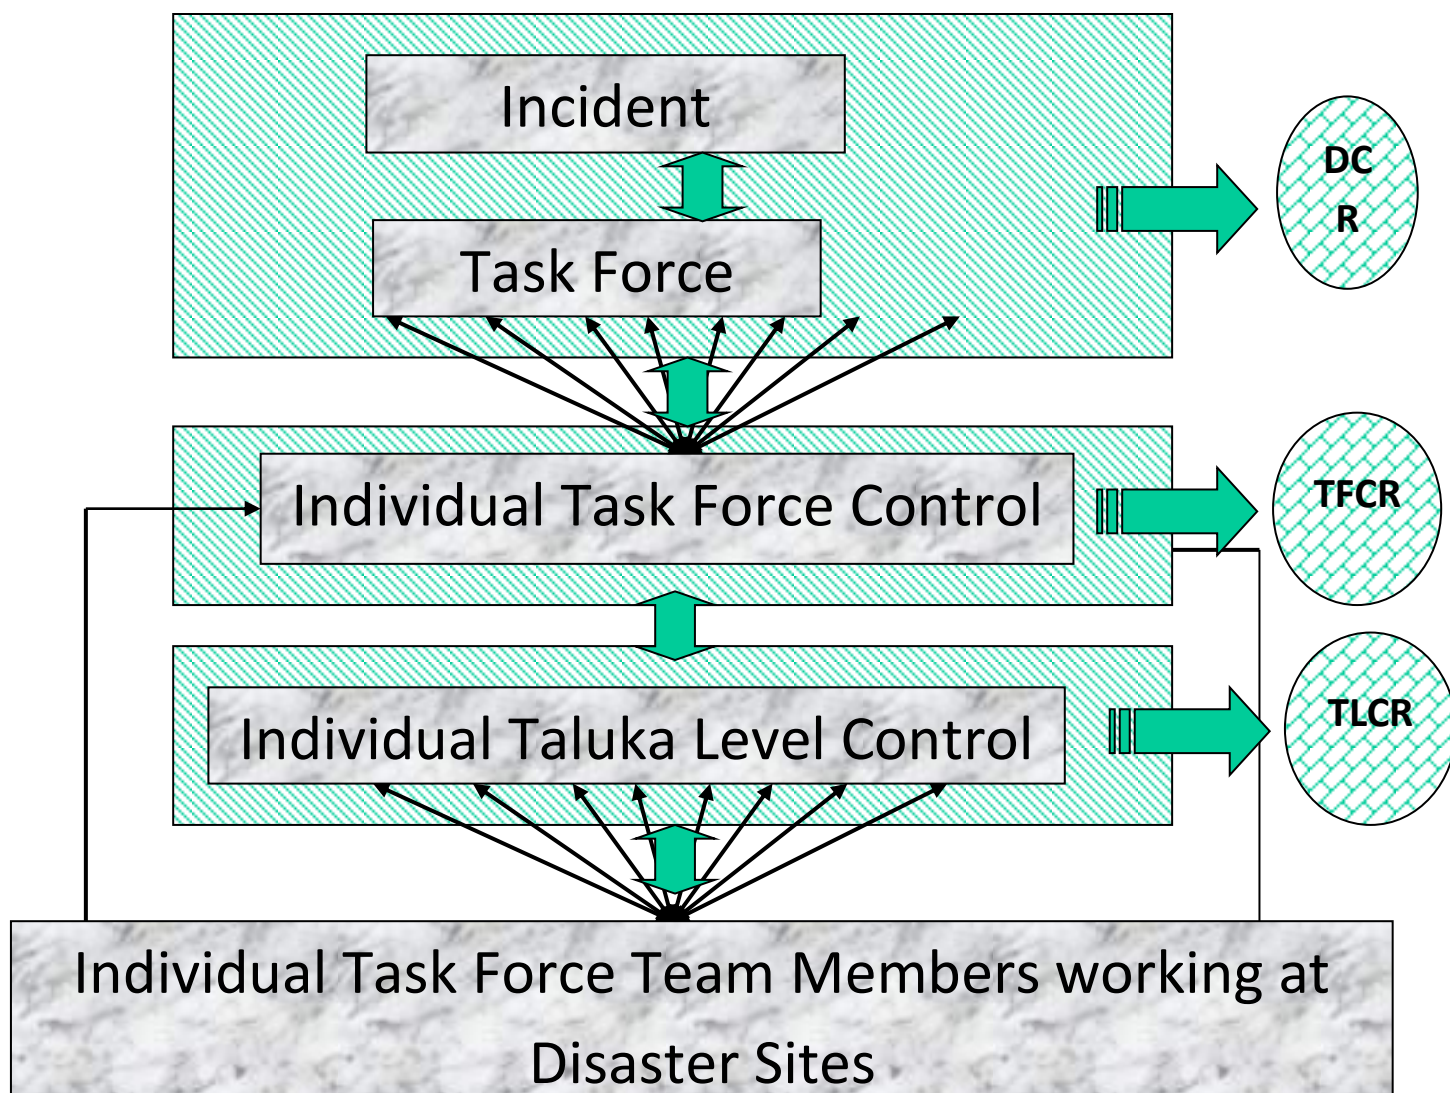 Incident
DC
R
Task Force
Individual Task Force Control
TFCR
Individual Taluka Level Control
TLCR
Individual Task Force Team Members working at
Disaster Sites